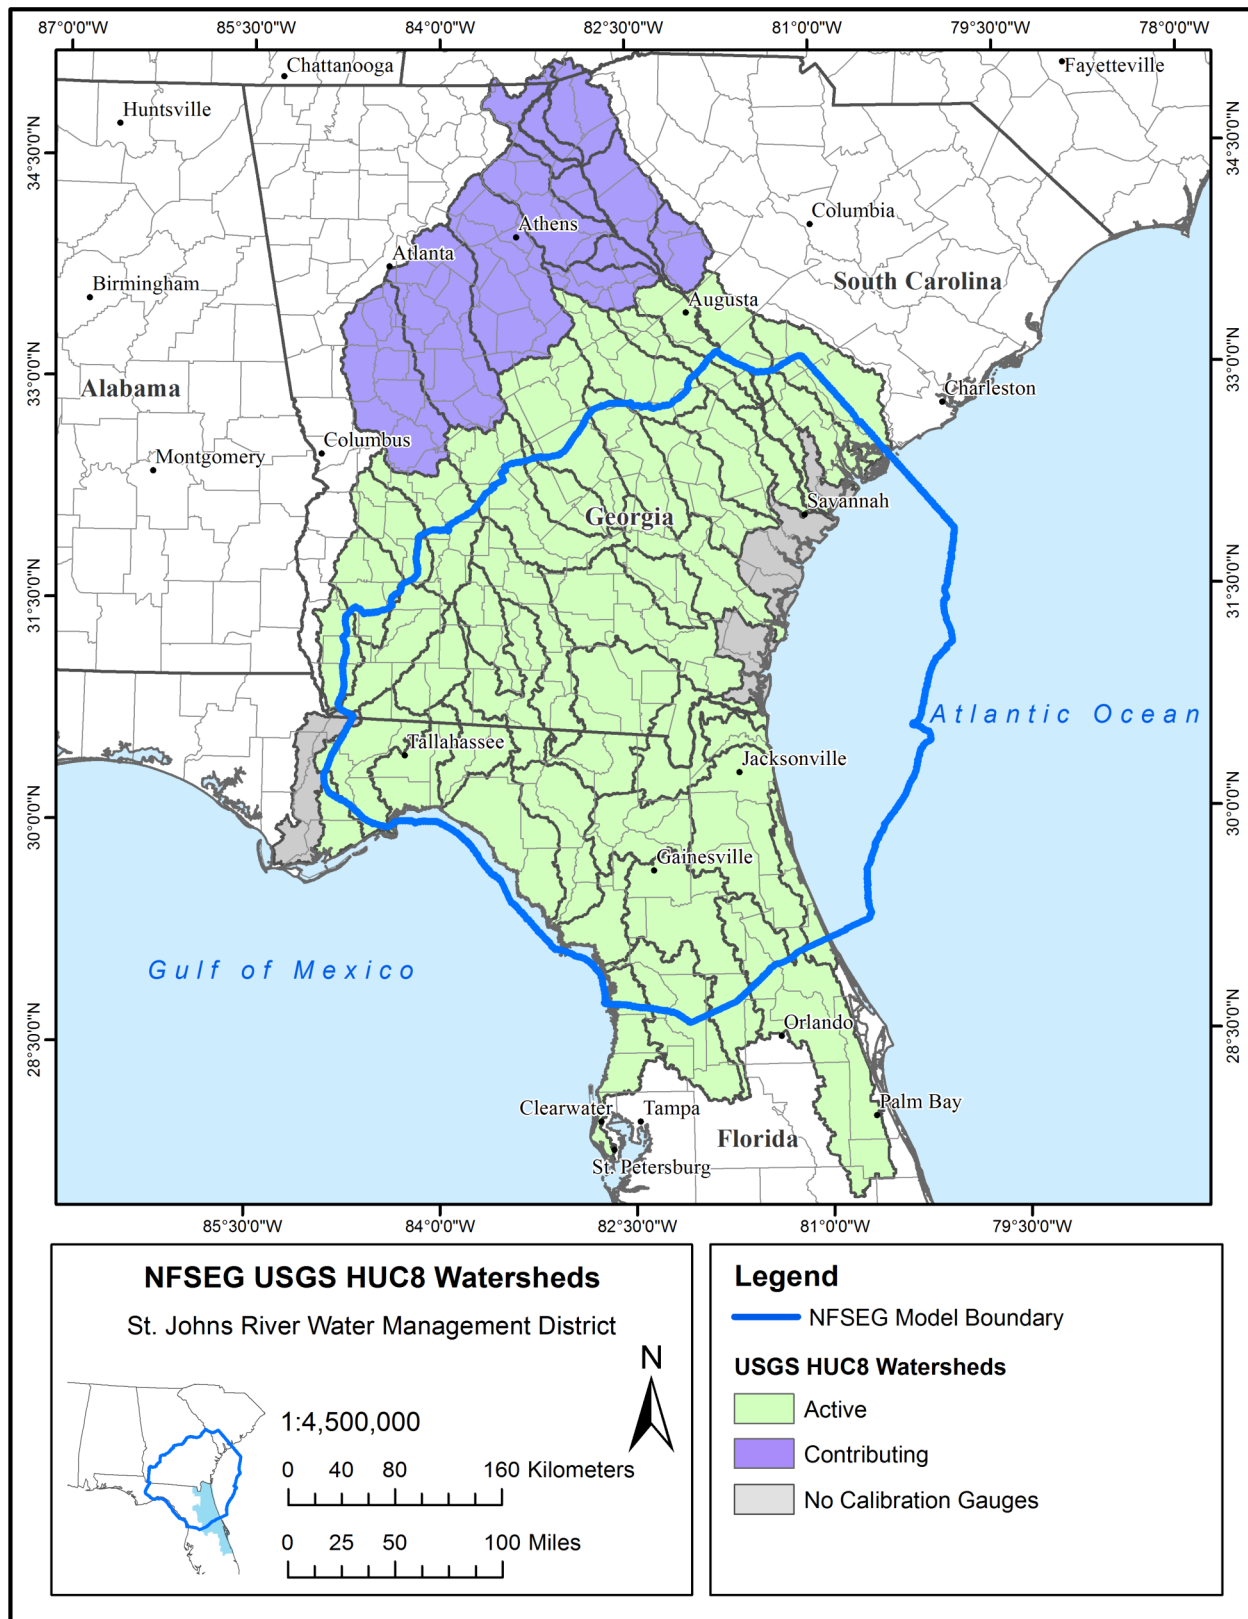 87°0'0"W 85°30'0"W 84°0'0"W 82°30'0"W 81°0'0"W 79°30'0"W 78°0'0"W
Chattanooga
Fayetteville
Huntsville
34°30'0"N
34°30'0"N
Columbia
Athens
Atlanta
South Carolina
Birmingham
Augusta
33°0'0"N
33°0'0"N
Alabama
Charleston
Columbus
Montgomery
Savannah
Georgia
31°30'0"N
31°30'0"N
Atlantic Ocean
Tallahassee
Jacksonville
30°0'0"N
30°0'0"N
Gainesville
Gulf of Mexico
Orlando
28°30'0"N
28°30'0"N
Clearwater
Tampa
Palm Bay
Florida
St. Petersburg
85°30'0"W 84°0'0"W 82°30'0"W 81°0'0"W 79°30'0"W
NFSEG USGS HUC8 Watersheds
St. Johns River Water Management District
N
1:4,500,000
0 40 80 160 Kilometers
0 25 50 100 Miles
Legend
NFSEG Model Boundary
USGS HUC8 Watersheds
Active
Contributing
No Calibration Gauges